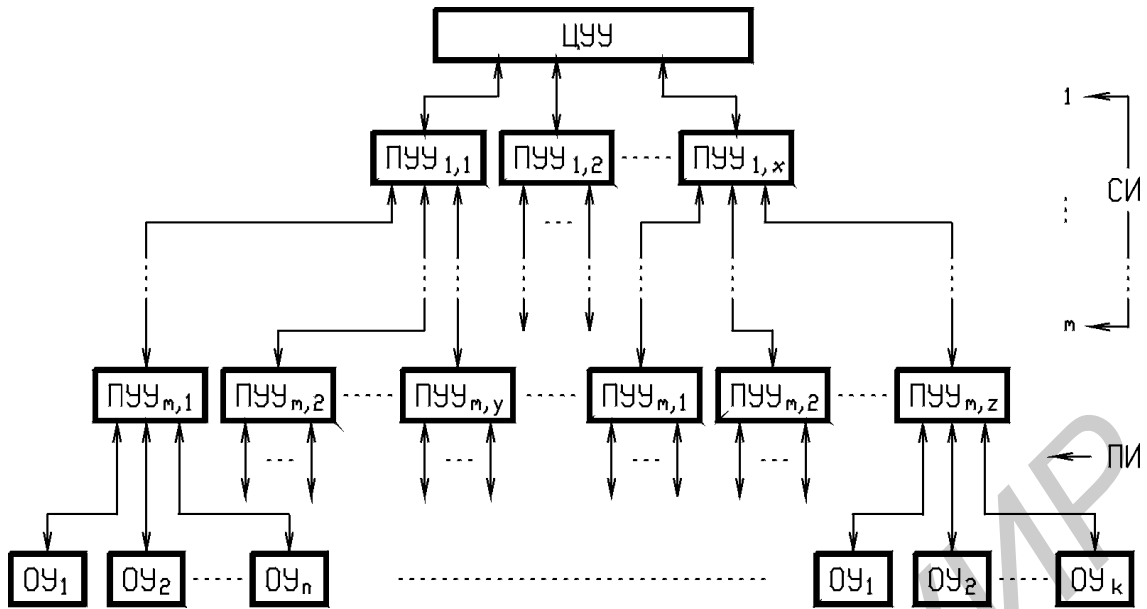 ЦУУ
1
ПУУ1,1 ПУУ1,2 ПУУ1,x
СИ
m
ПУУm,1 ПУУm,2 ПУУm,y ПУУm,1 ПУУm,2 ПУУm,z
ПИ
ОУ1 ОУ2 ОУn ОУ1 ОУ2 ОУk